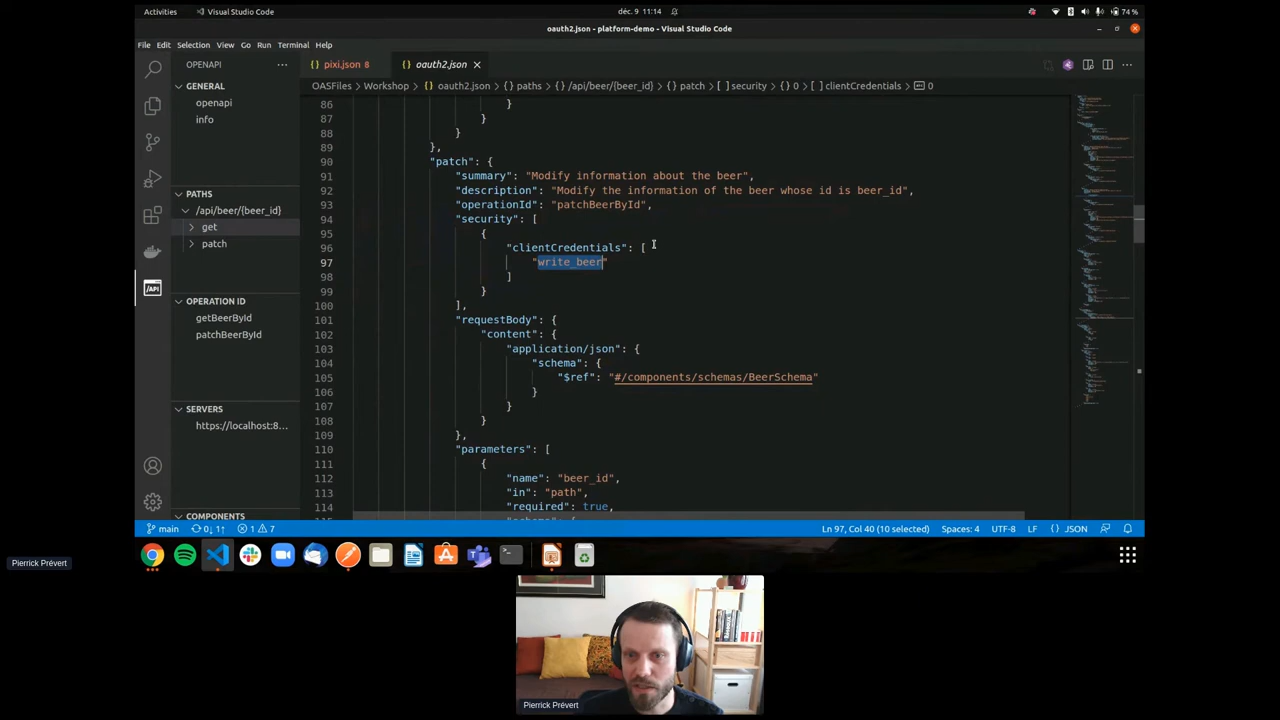 Activities
Visual Studio Code
déc. 9 11:14
74 %
oauth2.json - platform-demo - Visual Studio Code
File Edit Selection View Go Run Terminal Help
OPENAPI
pixi.json 8
oauth2.json
OASFiles > Workshop > {} oauth2.json > {} paths > {} /api/beer/{beer_id} > {} patch > [ ] security > {} 0 > [ ] clientCredentials > 0
GENERAL
openapi
info
PATHS
/api/beer/{beer_id}
get
patch
OPERATION ID
getBeerById
patchBeerById
SERVERS
https://localhost:8...
COMPONENTS
86 }
87 }
88 }
89 },
90 "patch": {
91 "summary": "Modify information about the beer",
92 "description": "Modify the information of the beer whose id is beer_id",
93 "operationId": "patchBeerById",
94 "security": [
95 {
96 "clientCredentials": [
97 "write_beer"
98 ]
99 }
100 ],
101 "requestBody": {
102 "content": {
103 "application/json": {
104 "schema": {
105 "$ref": "#/components/schemas/BeerSchema"
106 }
107 }
108 }
109 },
110 "parameters": [
111 {
112 "name": "beer_id",
113 "in": "path",
114 "required": true,
main 0↓ 1↑ 1 7
Ln 97, Col 40 (10 selected) Spaces: 4 UTF-8 LF {} JSON
Pierrick Prévert
Pierrick Prévert